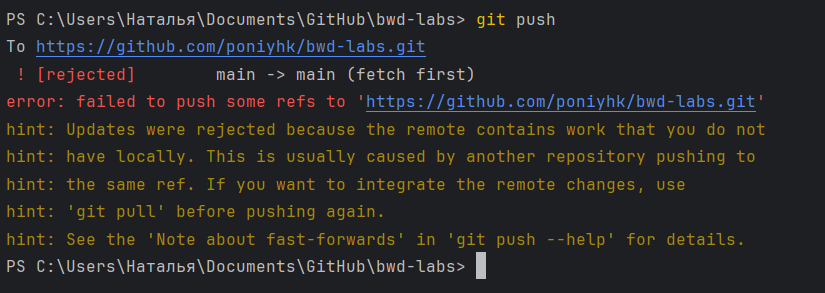 PS C:\Users\Наталья\Documents\GitHub\bwd-labs> git push
To https://github.com/poniyhk/bwd-labs.git
 ! [rejected]        main -> main (fetch first)
error: failed to push some refs to 'https://github.com/poniyhk/bwd-labs.git'
hint: Updates were rejected because the remote contains work that you do not
hint: have locally. This is usually caused by another repository pushing to
hint: the same ref. If you want to integrate the remote changes, use
hint: 'git pull' before pushing again.
hint: See the 'Note about fast-forwards' in 'git push --help' for details.
PS C:\Users\Наталья\Documents\GitHub\bwd-labs>